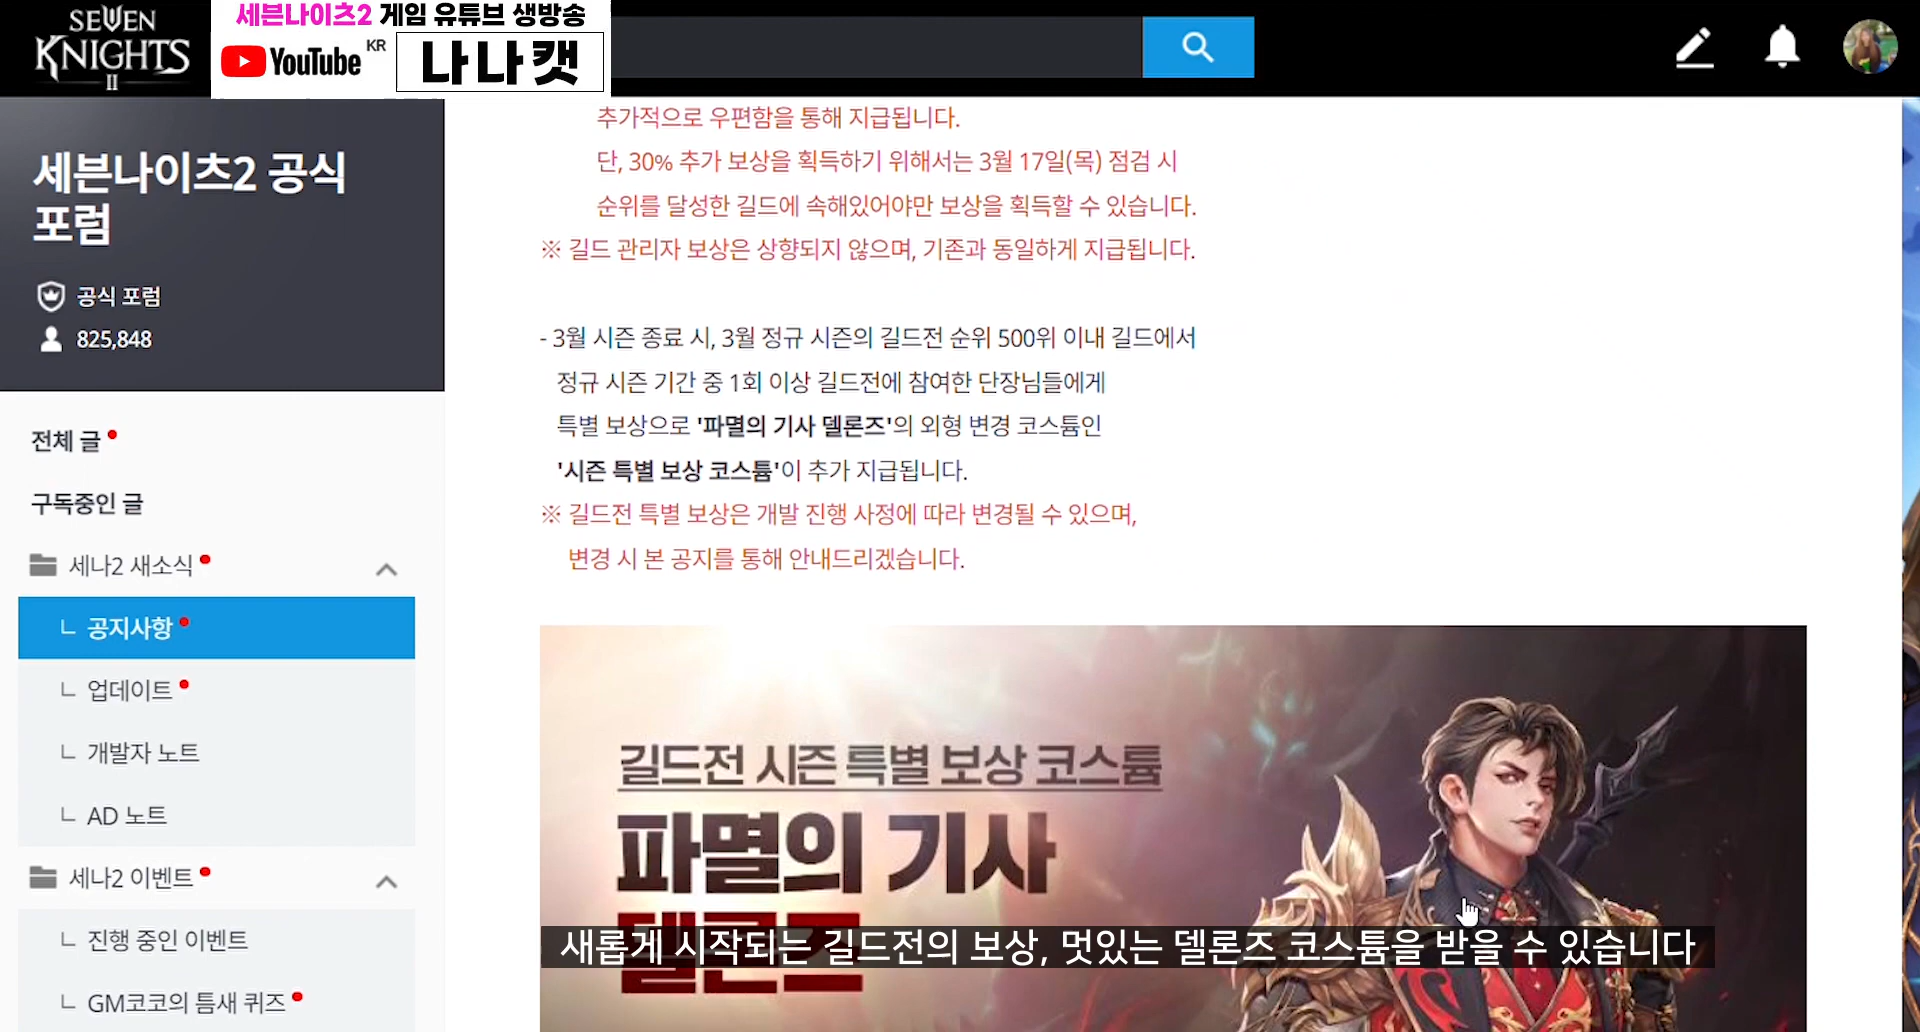 SEVEN
KNIGHTS
II
세븐나이츠2 게임 유튜브 생방송
YouTube KR
나나캣
세븐나이츠2 공식
포럼
공식 포럼
825,848
전체 글
구독중인 글
세나2 새소식
ㄴ 공지사항
ㄴ 업데이트
ㄴ 개발자 노트
ㄴ AD 노트
세나2 이벤트
ㄴ 진행 중인 이벤트
ㄴ GM코코의 틈새 퀴즈
추가적으로 우편함을 통해 지급됩니다.
단, 30% 추가 보상을 획득하기 위해서는 3월 17일(목) 점검 시
순위를 달성한 길드에 속해있어야만 보상을 획득할 수 있습니다.
※ 길드 관리자 보상은 상향되지 않으며, 기존과 동일하게 지급됩니다.
- 3월 시즌 종료 시, 3월 정규 시즌의 길드전 순위 500위 이내 길드에서
정규 시즌 기간 중 1회 이상 길드전에 참여한 단장님들에게
특별 보상으로 '파멸의 기사 델론즈'의 외형 변경 코스튬인
'시즌 특별 보상 코스튬'이 추가 지급됩니다.
※ 길드전 특별 보상은 개발 진행 사정에 따라 변경될 수 있으며,
변경 시 본 공지를 통해 안내드리겠습니다.
길드전 시즌 특별 보상 코스튬
파멸의 기사
델론즈
새롭게 시작되는 길드전의 보상, 멋있는 델론즈 코스튬을 받을 수 있습니다